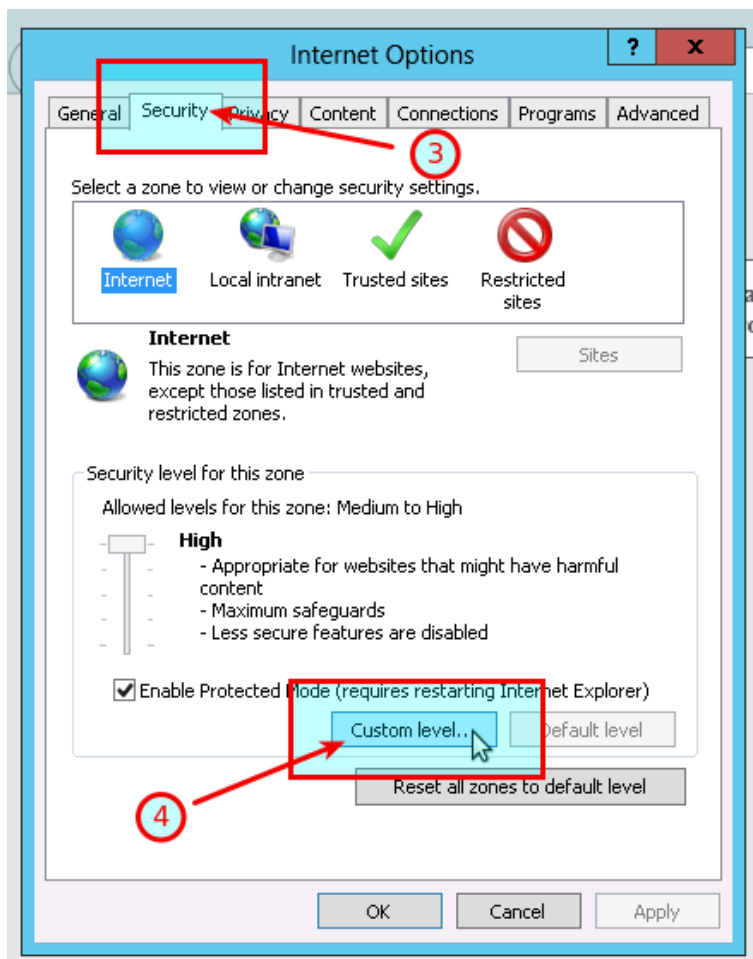 Internet Options
?
x
General Security Privacy Content Connections Programs Advanced
3
Select a zone to view or change security settings.
Internet Local intranet Trusted sites Restricted
sites
Internet
Sites
This zone is for Internet websites,
except those listed in trusted and
restricted zones.
Security level for this zone
Allowed levels for this zone: Medium to High
High
- Appropriate for websites that might have harmful
content
- Maximum safeguards
- Less secure features are disabled
Enable Protected Mode (requires restarting Internet Explorer)
Custom level.. Default level
4
Reset all zones to default level
OK Cancel Apply